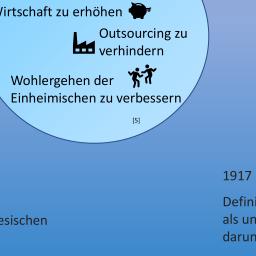 Wirtschaft zu erhöhen
Outsourcing zu
verhindern
Wohlergehen der
Einheimischen zu verbessern
[5]
1917
Defini
als un
darun
esischen